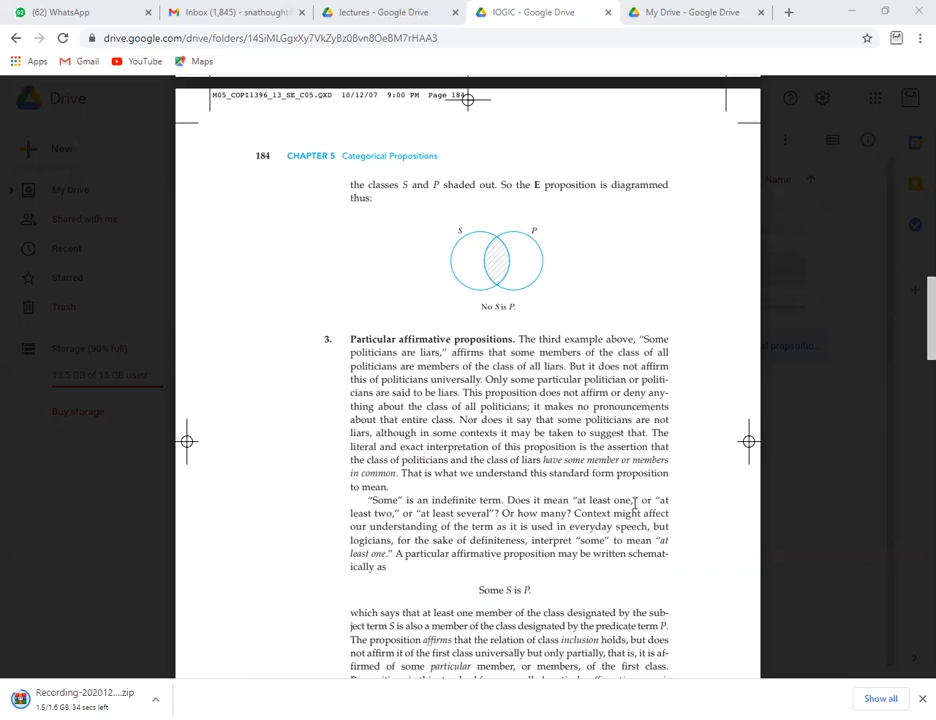 (62) WhatsApp
Inbox (1,845) - snathought
lectures - Google Drive
lOGIC - Google Drive
My Drive - Google Drive
drive.google.com/drive/folders/
Apps Gmail YouTube Maps
M05_COPI1396_13_SE_C05.QXD 10/12/07 9:00 PM Page 184
Drive
184 CHAPTER 5 Categorical Propositions
New
the classes S and P shaded out. So the E proposition is diagrammed
thus:
Name
My Drive
Shared with me
S P
Recent
Starred
Trash
No S is P.
3. Particular affirmative propositions. The third example above, “Some
politicians are liars,” affirms that some members of the class of all
politicians are members of the class of all liars. But it does not affirm
this of politicians universally. Only some particular politician or politi-
cians are said to be liars. This proposition does not affirm or deny any-
thing about the class of all politicians; it makes no pronouncements
about that entire class. Nor does it say that some politicians are not
liars, although in some contexts it may be taken to suggest that. The
literal and exact interpretation of this proposition is the assertion that
the class of politicians and the class of liars have some member or members
in common. That is what we understand this standard form proposition
to mean.
Storage (90% full)
13.5 GB of 15 GB used
Buy storage
al propositio...
“Some” is an indefinite term. Does it mean “at least one,” or “at
least two,” or “at least several”? Or how many? Context might affect
our understanding of the term as it is used in everyday speech, but
logicians, for the sake of definiteness, interpret “some” to mean “at
least one.” A particular affirmative proposition may be written schemat-
ically as
Some S is P.
which says that at least one member of the class designated by the sub-
ject term S is also a member of the class designated by the predicate term P.
The proposition affirms that the relation of class inclusion holds, but does
not affirm it of the first class universally but only partially, that is, it is af-
firmed of some particular member, or members, of the first class.
Recording-202012....zip
1.5/1.6 GB, 34 secs left
Show all